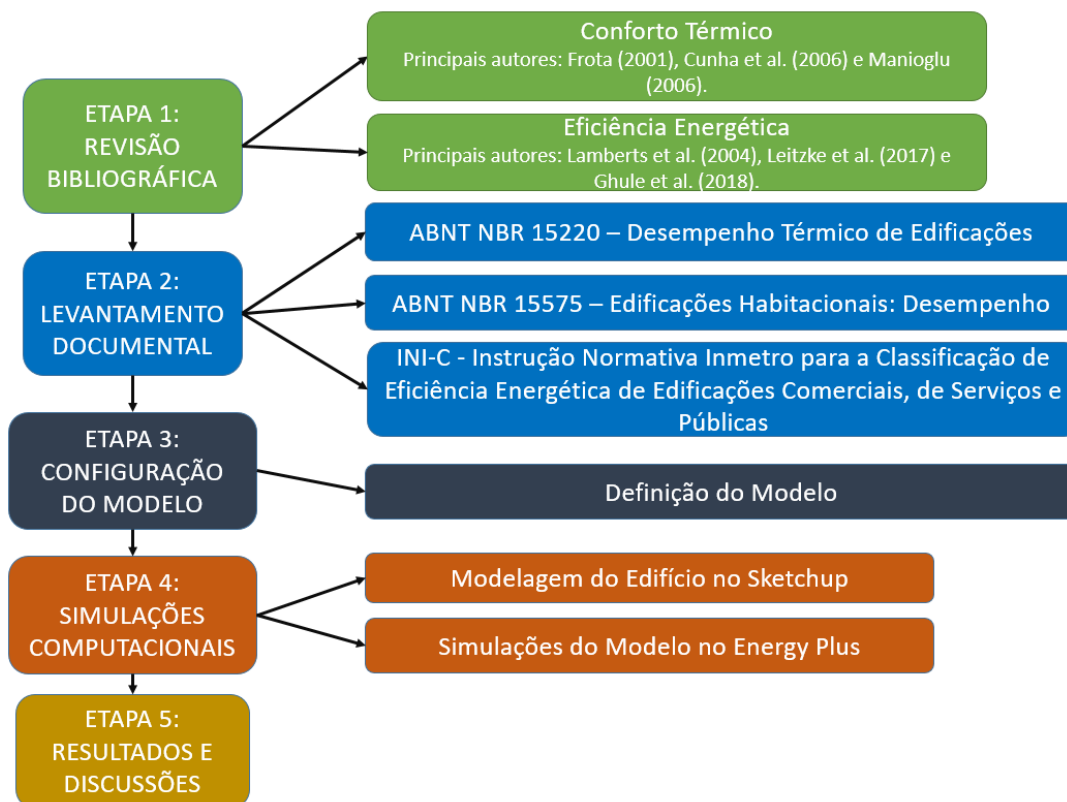 ETAPA 1:
REVISÃO
BIBLIOGRÁFICA
Conforto Térmico
Principais autores: Frota (2001), Cunha et al. (2006) e Manioglu
(2006).
Eficiência Energética
Principais autores: Lamberts et al. (2004), Leitzke et al. (2017) e
Ghule et al. (2018).
ETAPA 2:
LEVANTAMENTO
DOCUMENTAL
ABNT NBR 15220 – Desempenho Térmico de Edificações
ABNT NBR 15575 – Edificações Habitacionais: Desempenho
INI-C - Instrução Normativa Inmetro para a Classificação de
Eficiência Energética de Edificações Comerciais, de Serviços e
Públicas
ETAPA 3:
CONFIGURAÇÃO
DO MODELO
Definição do Modelo
ETAPA 4:
SIMULAÇÕES
COMPUTACIONAIS
Modelagem do Edifício no Sketchup
Simulações do Modelo no Energy Plus
ETAPA 5:
RESULTADOS E
DISCUSSÕES